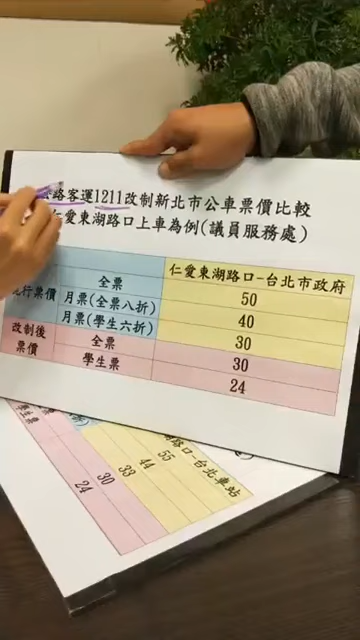 路客運1211改制新北市公車票價比較
仁愛東湖路口上車為例(議員服務處)
仁愛東湖路口-台北市政府
行票價 全票 50
月票(全票八折) 40
月票(學生六折) 30
改制後票價 全票 30
學生票 24
路口-台北車站
55
44
33
30
學生票 24